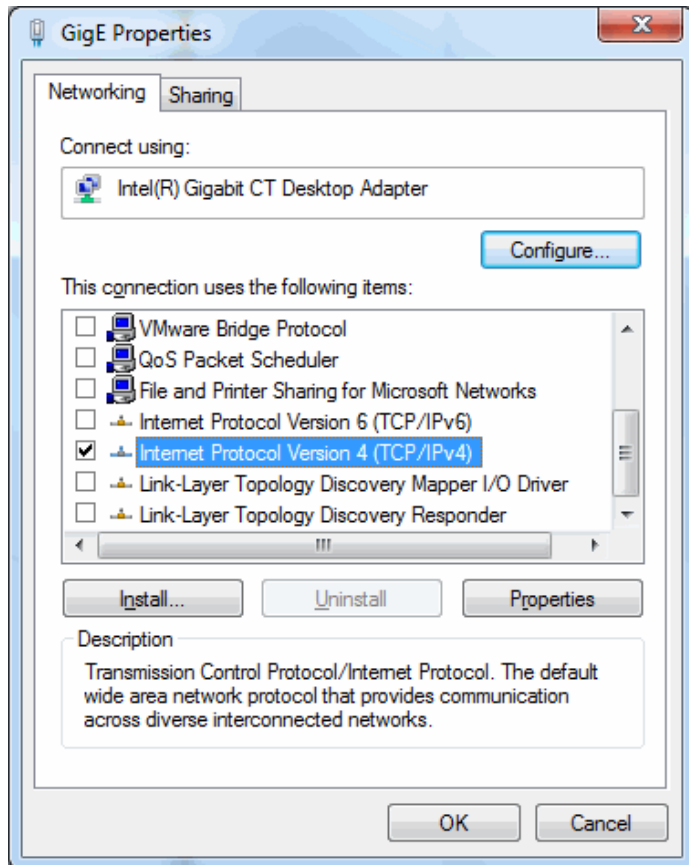 GigE Properties
Networking
Sharing
Connect using:
Intel(R) Gigabit CT Desktop Adapter
Configure...
This connection uses the following items:
VMware Bridge Protocol
QoS Packet Scheduler
File and Printer Sharing for Microsoft Networks
Internet Protocol Version 6 (TCP/IPv6)
Internet Protocol Version 4 (TCP/IPv4)
Link-Layer Topology Discovery Mapper I/O Driver
Link-Layer Topology Discovery Responder
Install...
Uninstall
Properties
Description
Transmission Control Protocol/Internet Protocol. The default
wide area network protocol that provides communication
across diverse interconnected networks.
OK
Cancel